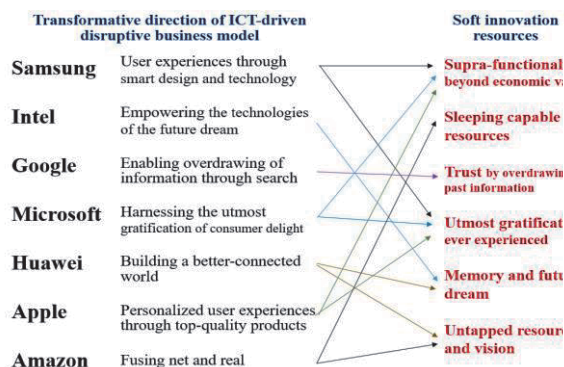 Transformative direction of ICT-driven
disruptive business model
Soft innovation
resources
Samsung
User experiences through
smart design and technology
Intel
Empowering the technologies
of the future dream
Google
Enabling overdrawing of
information through search
Microsoft
Harnessing the utmost
gratification of consumer delight
Huawei
Building a better-connected
world
Apple
Personalized user experiences
through top-quality products
Amazon
Fusing net and real
Supra-functional
beyond economic va
Sleeping capable
resources
Trust by overdrawin
past information
Utmost gratificat
ever experienced
Memory and futu
dream
Untapped resour
and vision